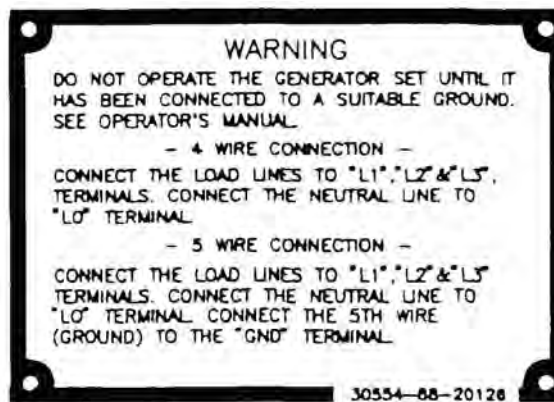 WARNING
DO NOT OPERATE THE GENERATOR SET UNTIL IT
HAS BEEN CONNECTED TO A SUITABLE GROUND.
SEE OPERATOR'S MANUAL
- 4 WIRE CONNECTION -
CONNECT THE LOAD LINES TO "L1","L2"&"L3",
TERMINALS. CONNECT THE NEUTRAL LINE TO
"L0" TERMINAL
- 5 WIRE CONNECTION -
CONNECT THE LOAD LINES TO "L1","L2"&"L3"
TERMINALS. CONNECT THE NEUTRAL LINE TO
"L0" TERMINAL CONNECT THE 5TH WIRE
(GROUND) TO THE "GND" TERMINAL
30554-88-20126